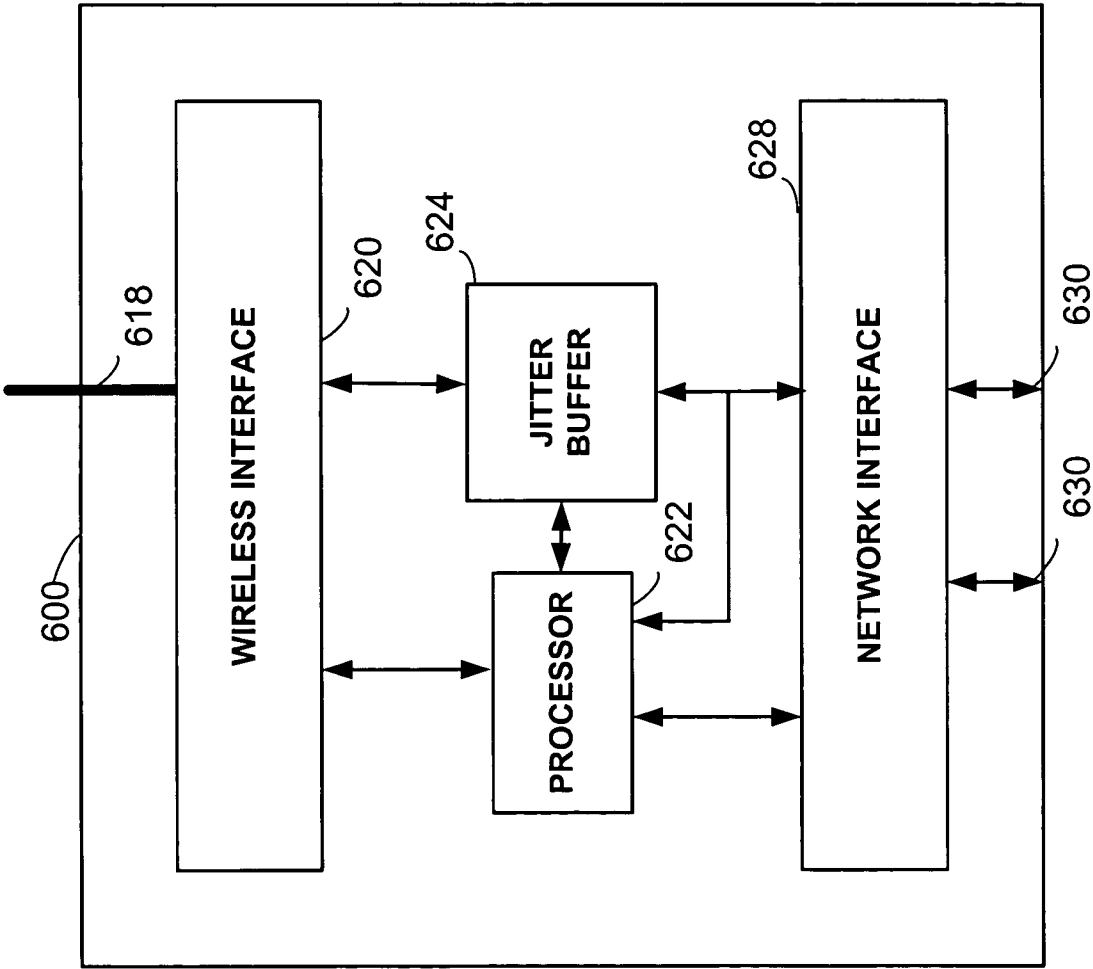 600
618
WIRELESS INTERFACE
620
624
JITTER
BUFFER
622
PROCESSOR
628
NETWORK INTERFACE
630
630